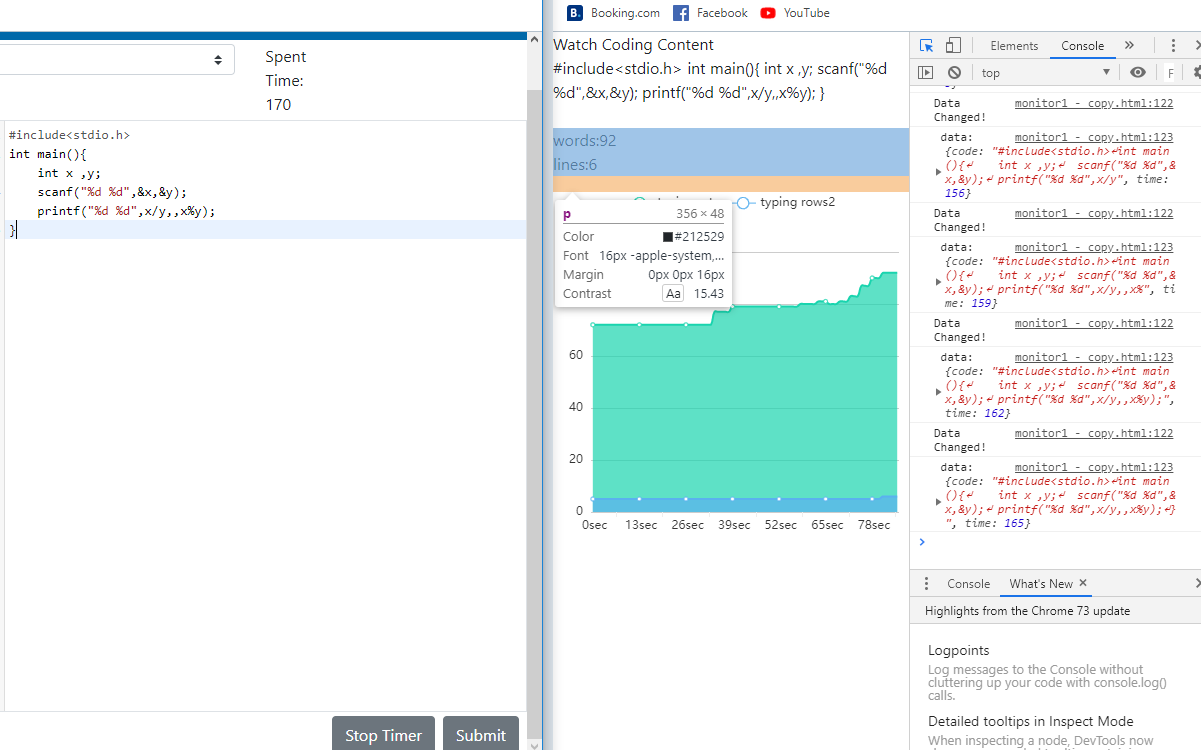 B. Booking.com Facebook YouTube
Spent
Time:
170
#include<stdio.h>
int main(){
int x ,y;
scanf("%d %d",&x,&y);
printf("%d %d",x/y,,x%y);
}
Stop Timer Submit
Watch Coding Content
#include<stdio.h> int main(){ int x ,y; scanf("%d
%d",&x,&y); printf("%d %d",x/y,,x%y); }
words:92
lines:6
typing rows2
p 356 × 48
Color #212529
Font 16px -apple-system,...
Margin 0px 0px 16px
Contrast Aa 15.43
60
40
20
0
0sec 13sec 26sec 39sec 52sec 65sec 78sec
Elements Console »
top F
Data monitor1 - copy.html:122
Changed!
data: monitor1 - copy.html:123
{code: "#include<stdio.h>↵int main
(){↵ int x ,y;↵ scanf("%d %d",&
x,&y);↵ printf("%d %d",x/y", time:
156}
Data monitor1 - copy.html:122
Changed!
data: monitor1 - copy.html:123
{code: "#include<stdio.h>↵int main
(){↵ int x ,y;↵ scanf("%d %d",&
x,&y);↵ printf("%d %d",x/y,,x%", ti
me: 159}
Data monitor1 - copy.html:122
Changed!
data: monitor1 - copy.html:123
{code: "#include<stdio.h>↵int main
(){↵ int x ,y;↵ scanf("%d %d",&
x,&y);↵ printf("%d %d",x/y,,x%y);",
time: 162}
Data monitor1 - copy.html:122
Changed!
data: monitor1 - copy.html:123
{code: "#include<stdio.h>↵int main
(){↵ int x ,y;↵ scanf("%d %d",&
x,&y);↵ printf("%d %d",x/y,,x%y);↵}
", time: 165}
Console What's New
Highlights from the Chrome 73 update
Logpoints
Log messages to the Console without
cluttering up your code with console.log()
calls.
Detailed tooltips in Inspect Mode
When inspecting a node, DevTools now